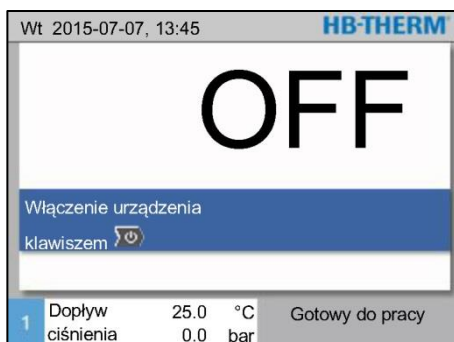 Wt 2015-07-07, 13:45 HB-THERM
OFF
Włączenie urządzenia
klawiszem
1 Dopływ 25.0 °C Gotowy do pracy
ciśnienia 0.0 bar